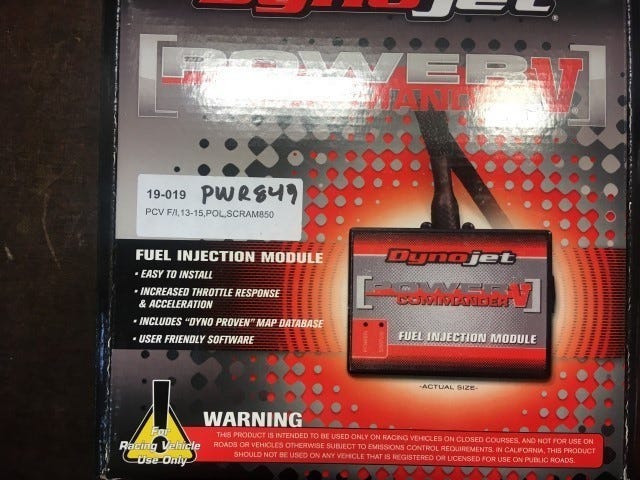 Dynojet®
POWER V
COMMANDER
19-019 PWR849
PCV F/I,13-15,POL,SCRAM850
FUEL INJECTION MODULE
• EASY TO INSTALL
• INCREASED THROTTLE RESPONSE
& ACCELERATION
• INCLUDES “DYNO PROVEN” MAP DATABASE
• USER FRIENDLY SOFTWARE
Dynojet
POWER V
COMMANDER
FUEL INJECTION MODULE
-ACTUAL SIZE-
For
Racing Vehicle
Use Only
WARNING
THIS PRODUCT IS INTENDED TO BE USED ONLY ON RACING VEHICLES ON CLOSED COURSES, AND NOT FOR USE ON
ROADS OR VEHICLES OTHERWISE SUBJECT TO EMISSIONS CONTROL REQUIREMENTS. IN CALIFORNIA, THIS PRODUCT
SHOULD NOT BE USED ON ANY VEHICLE THAT IS REGISTERED OR LICENSED FOR USE ON PUBLIC ROADS.